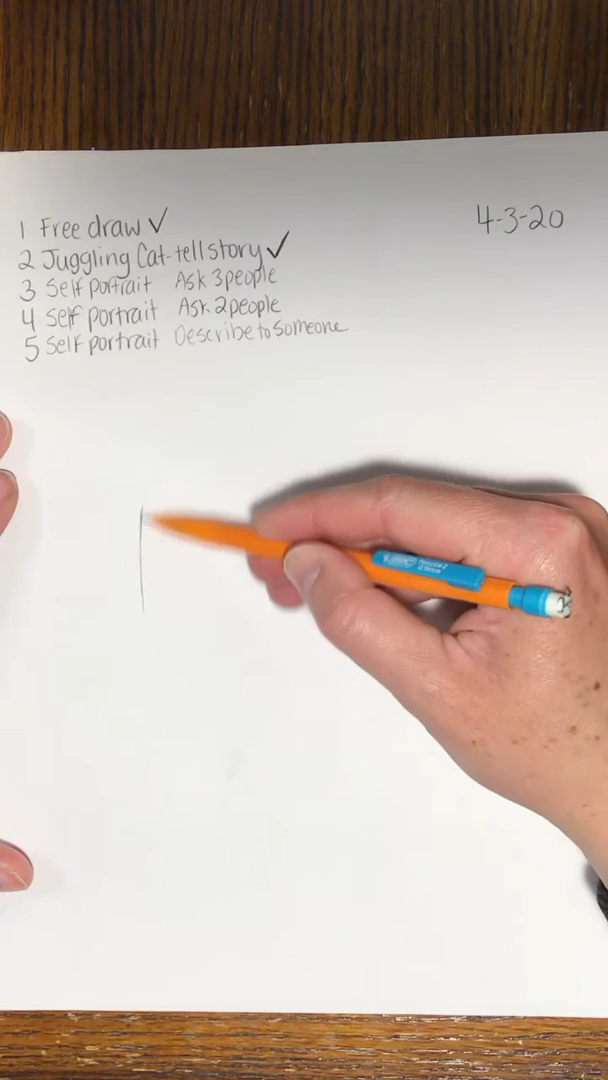 1 Free draw ✓
4-3-20
2 Juggling Cat-tell story ✓
3 Self portrait Ask 3 people
4 Self portrait Ask 2 people
5 Self portrait Describe to someone